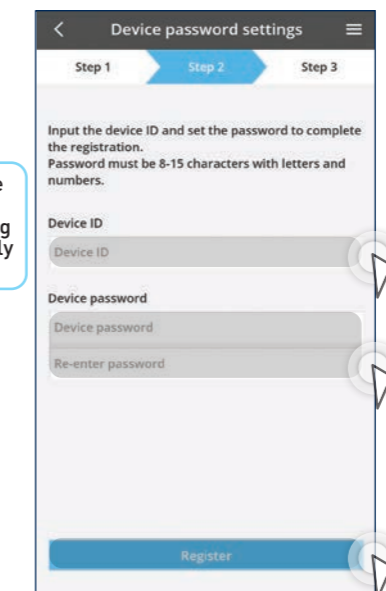 Device password settings
Step 1 Step 2 Step 3
Input the device ID and set the password to complete
the registration.
Password must be 8-15 characters with letters and
numbers.
Device ID
Device ID
Device password
Device password
Re-enter password
Register